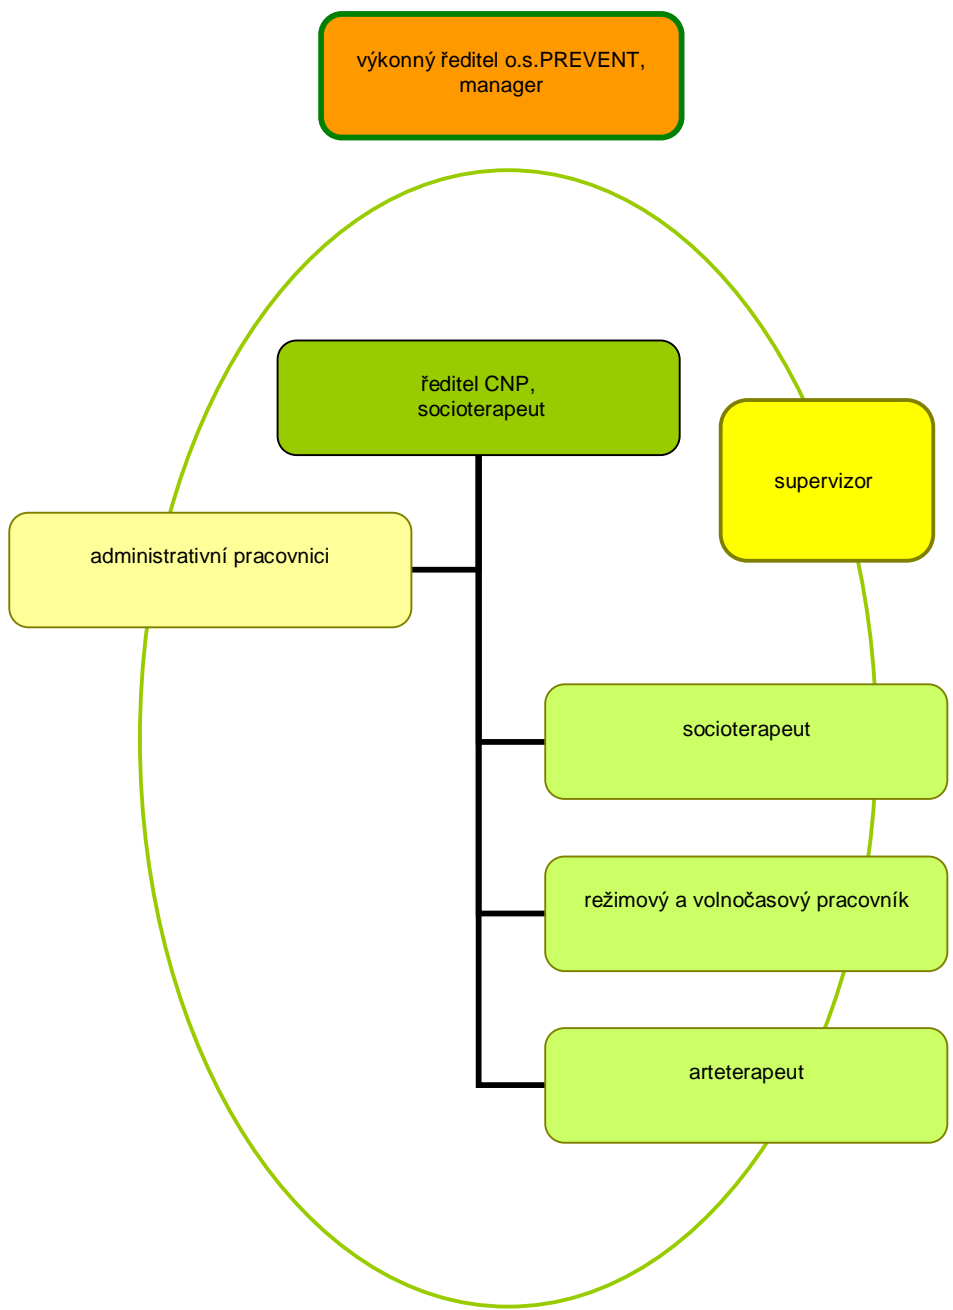 výkonný ředitel o.s.PREVENT,
manager
ředitel CNP,
socioterapeut
supervizor
administrativní pracovnici
socioterapeut
režimový a volnočasový pracovník
arteterapeut